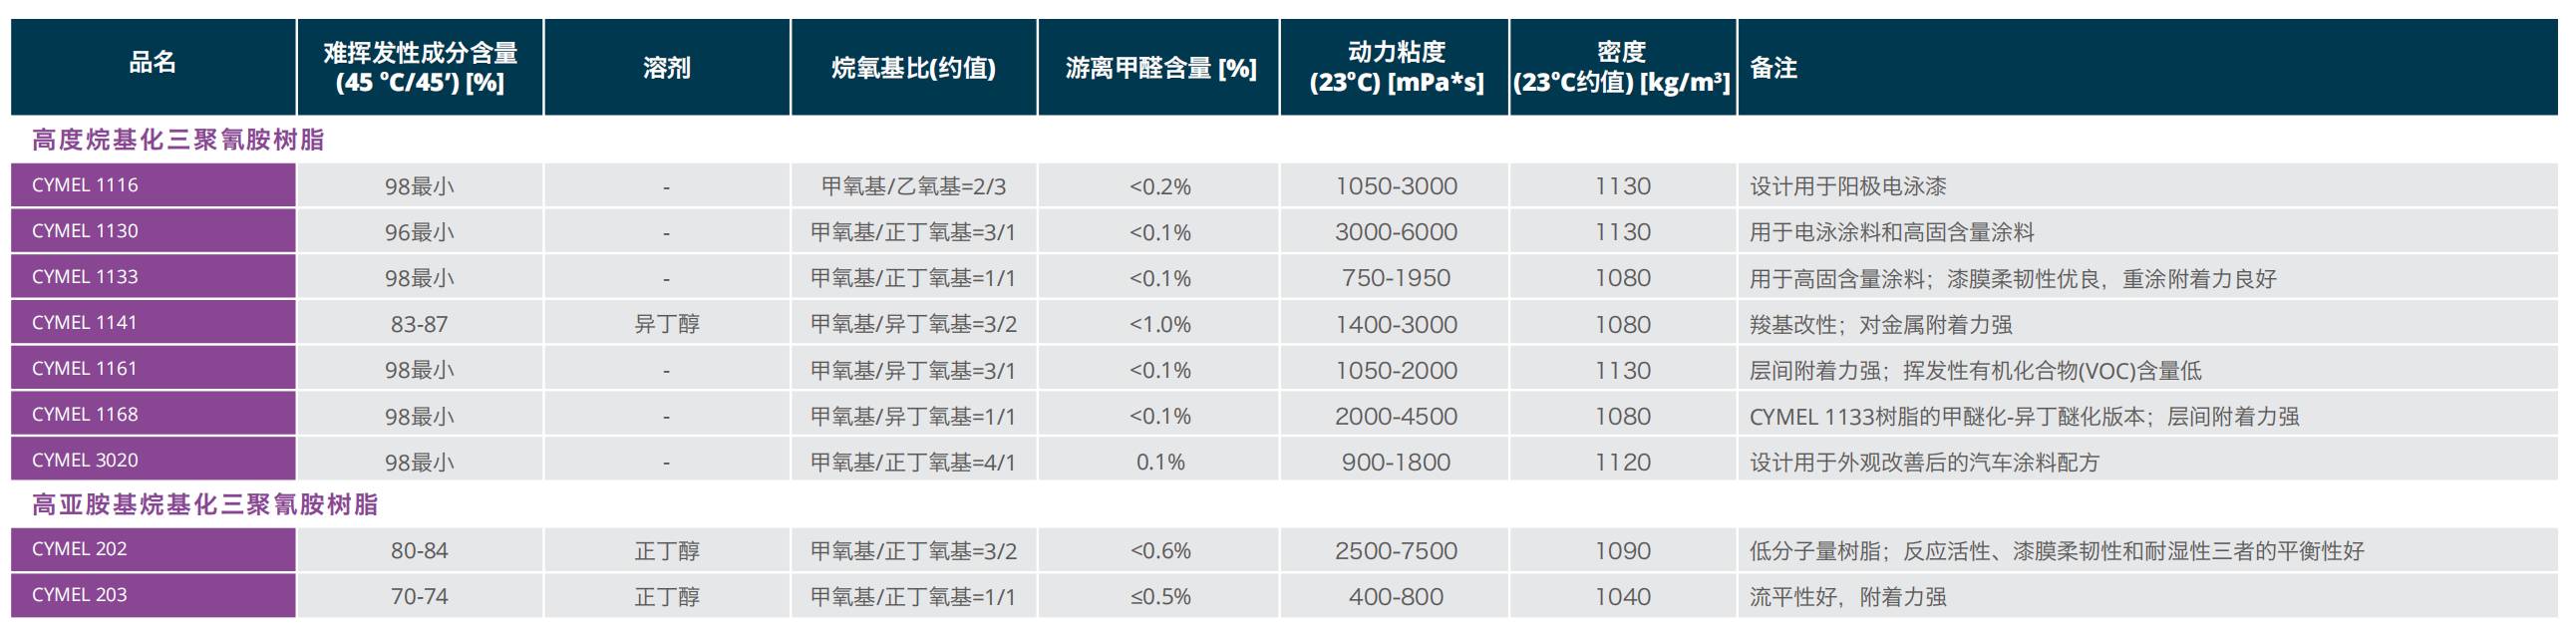 品名 难挥发性成分含量 (45 °C/45’) [%] 溶剂 烷氧基比(约值) 游离甲醛含量 [%] 动力粘度 (23°C) [mPa*s] 密度 (23°C约值) [kg/m³] 备注
高度烷基化三聚氰胺树脂
CYMEL 1116 98最小 - 甲氧基/乙氧基=2/3 <0.2% 1050-3000 1130 设计用于阳极电泳漆
CYMEL 1130 96最小 - 甲氧基/正丁氧基=3/1 <0.1% 3000-6000 1130 用于电泳涂料和高固含量涂料
CYMEL 1133 98最小 - 甲氧基/正丁氧基=1/1 <0.1% 750-1950 1080 用于高固含量涂料；漆膜柔韧性优良，重涂附着力良好
CYMEL 1141 83-87 异丁醇 甲氧基/异丁氧基=3/2 <1.0% 1400-3000 1080 羧基改性；对金属附着力强
CYMEL 1161 98最小 - 甲氧基/异丁氧基=3/1 <0.1% 1050-2000 1130 层间附着力强；挥发性有机化合物(VOC)含量低
CYMEL 1168 98最小 - 甲氧基/异丁氧基=1/1 <0.1% 2000-4500 1080 CYMEL 1133树脂的甲醚化-异丁醚化版本；层间附着力强
CYMEL 3020 98最小 - 甲氧基/正丁氧基=4/1 0.1% 900-1800 1120 设计用于外观改善后的汽车涂料配方
高亚胺基烷基化三聚氰胺树脂
CYMEL 202 80-84 正丁醇 甲氧基/正丁氧基=3/2 <0.6% 2500-7500 1090 低分子量树脂；反应活性、漆膜柔韧性和耐湿性三者的平衡性好
CYMEL 203 70-74 正丁醇 甲氧基/正丁氧基=1/1 ≤0.5% 400-800 1040 流平性好，附着力强